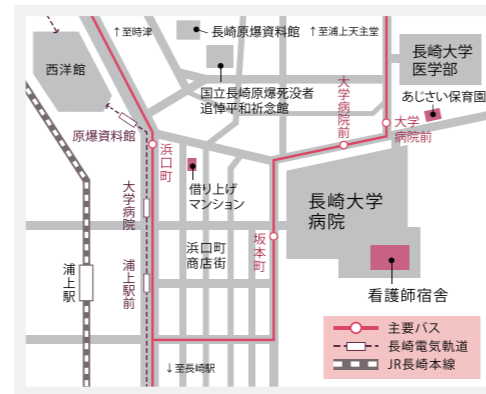 ↑至時津
長崎原爆資料館
↑至浦上天主堂
西洋館
国立長崎原爆死没者
追悼平和祈念館
長崎大学
医学部
あじさい保育園
大学病院前
大学
病院前
原爆資料館
浜口町
借り上げ
マンション
大学病院
長崎大学
病院
浜口町
商店街
坂本町
浦上駅
浦上駅前
看護師宿舎
↓至長崎駅
主要バス
長崎電気軌道
JR長崎本線